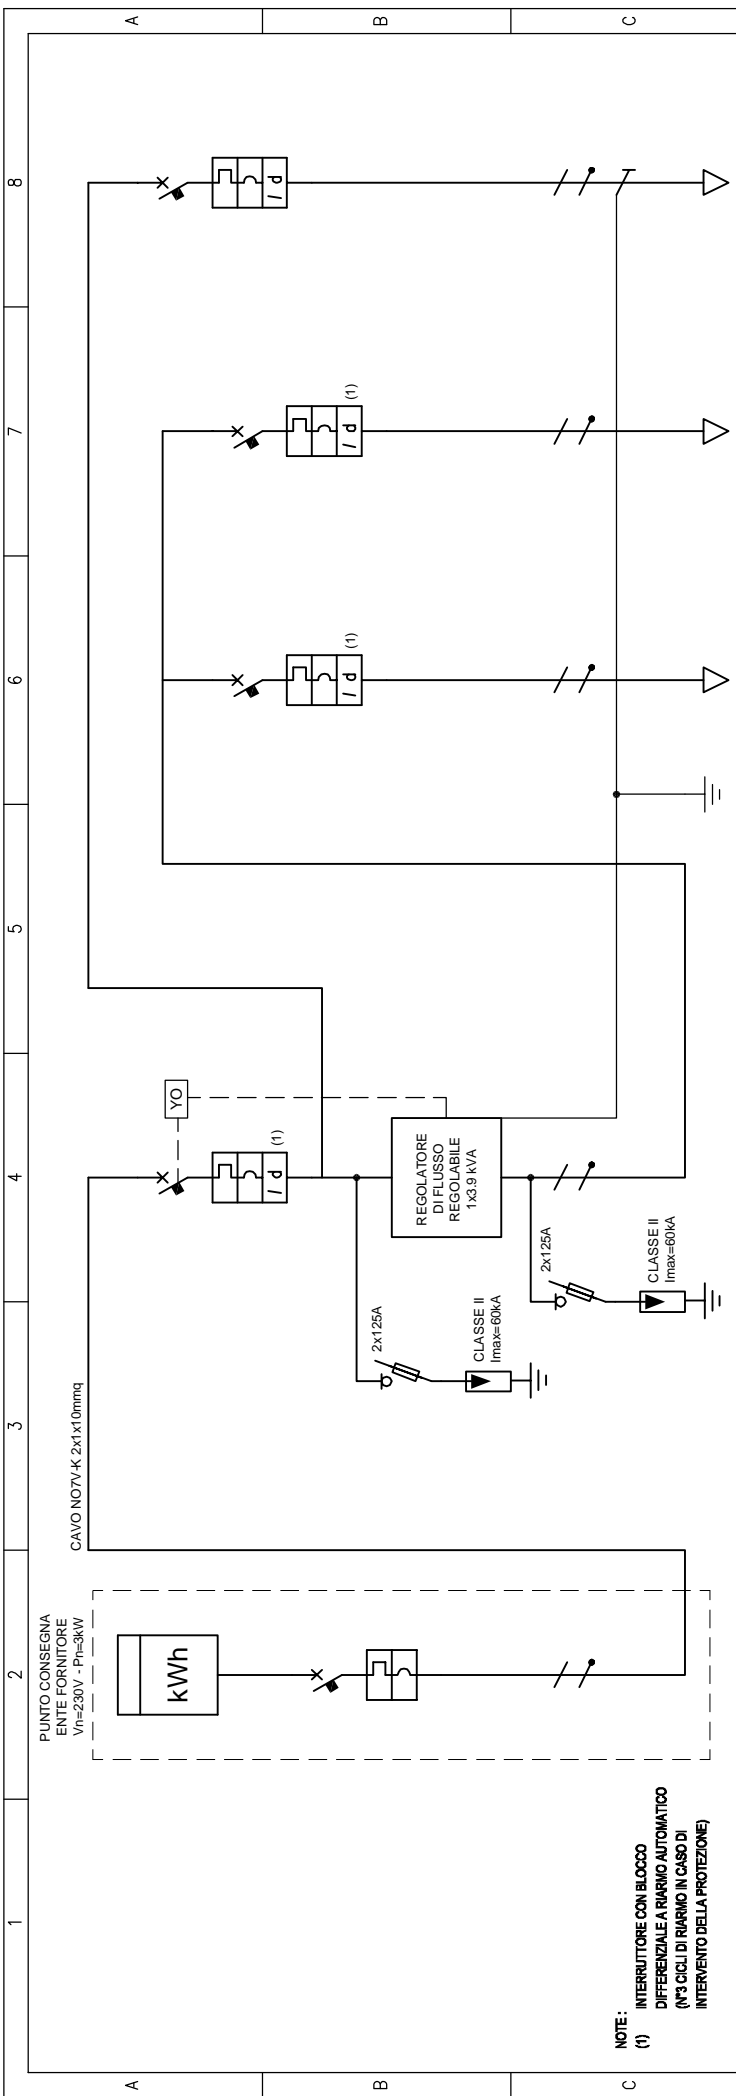 1
2
3
4
5
6
7
8
A
A
B
B
C
C
PUNTO CONSEGNA
ENTE FORNITORE
Vn=230V - Pn=3kW
kWh
CAVO NO7V-K 2x1x10mmq
YO
I d
(1)
2x125A
CLASSE II
Imax=60kA
REGOLATORE
DI FLUSSO
REGOLABILE
1x3.9 kVA
2x125A
CLASSE II
Imax=60kA
I d
(1)
I d
(1)
I d
NOTE :
(1) INTERRUTTORE CON BLOCCO
DIFFERENZIALE A RIARMO AUTOMATICO
(N°3 CICLI DI RIARMO IN CASO DI
INTERVENTO DELLA PROTEZIONE)